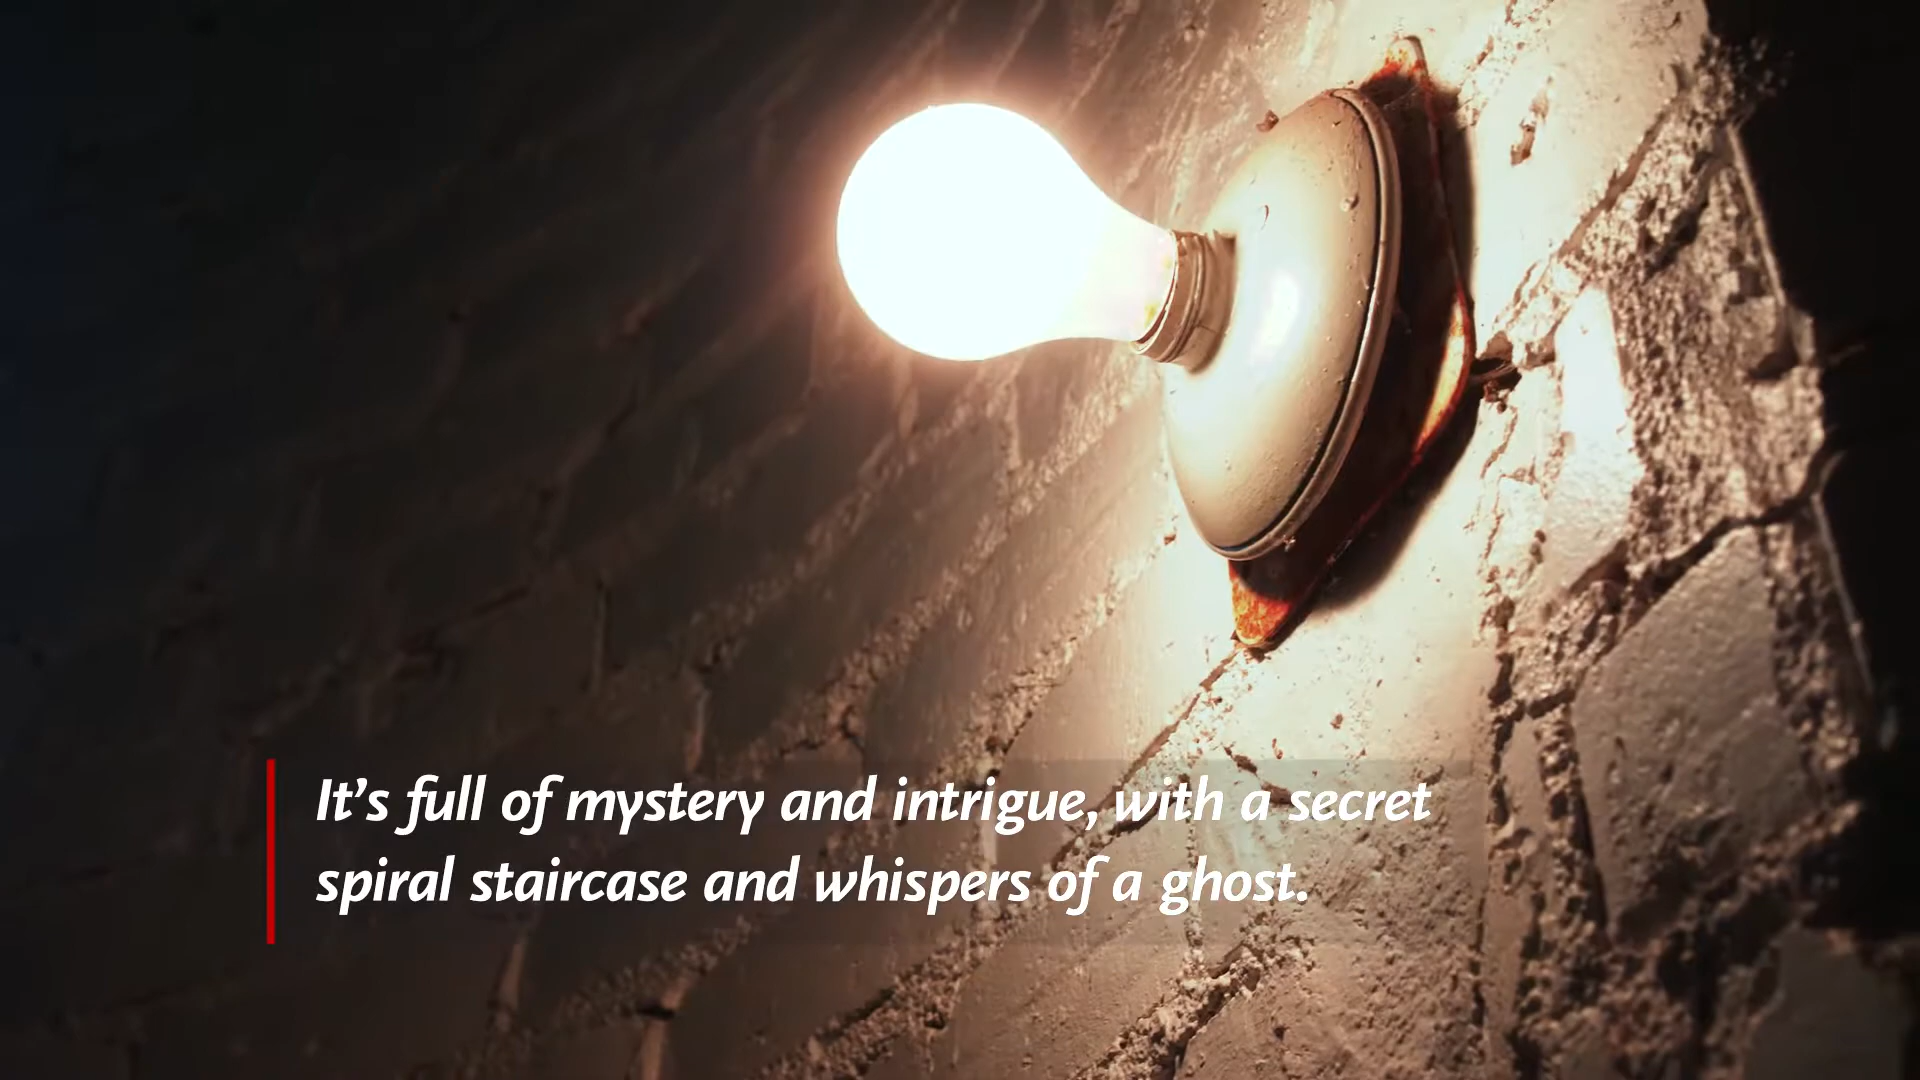 It’s full of mystery and intrigue, with a secret
spiral staircase and whispers of a ghost.